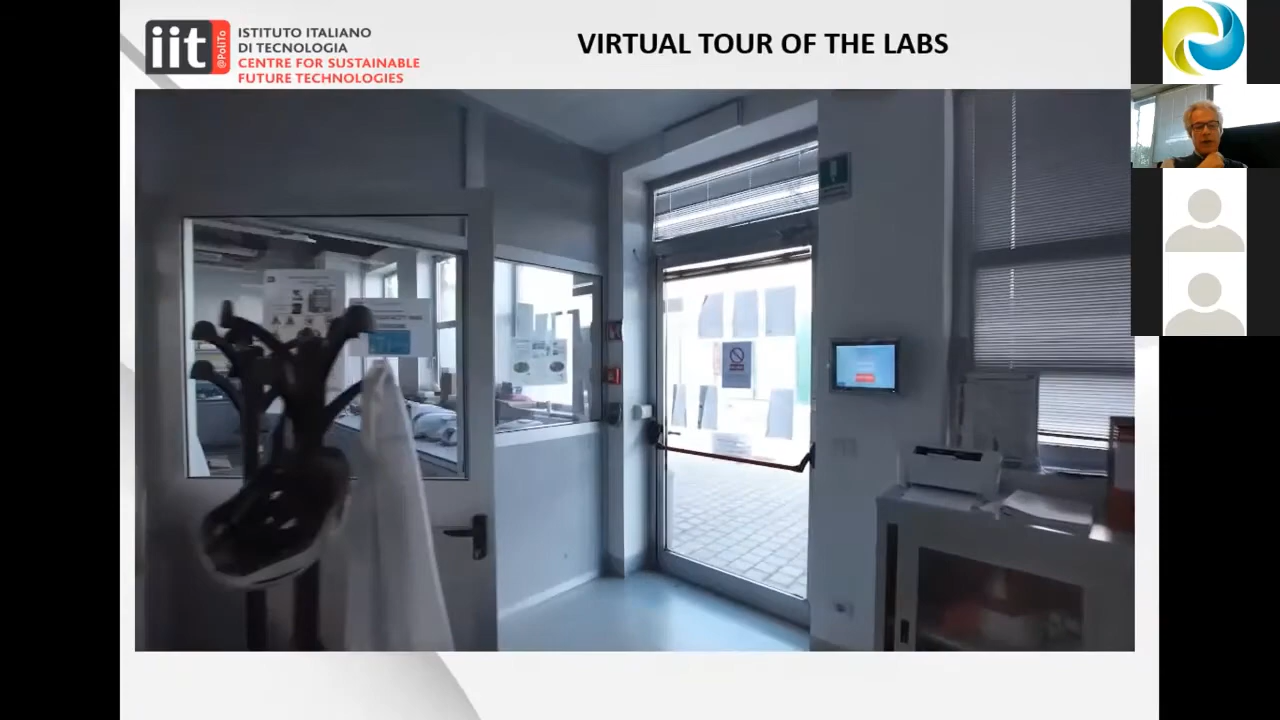 iit
@PoliTo
ISTITUTO ITALIANO
DI TECNOLOGIA
CENTRE FOR SUSTAINABLE
FUTURE TECHNOLOGIES
VIRTUAL TOUR OF THE LABS